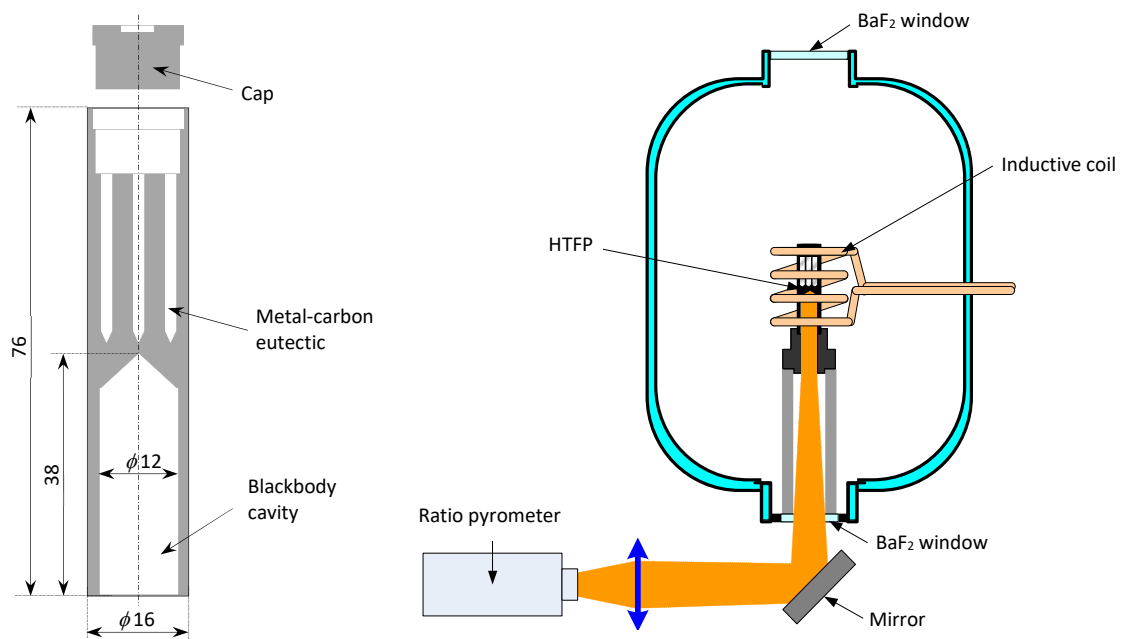 Cap
76
Metal-carbon
eutectic
38
ϕ12
Blackbody
cavity
ϕ16
BaF₂ window
Inductive coil
HTFP
Ratio pyrometer
BaF₂ window
Mirror